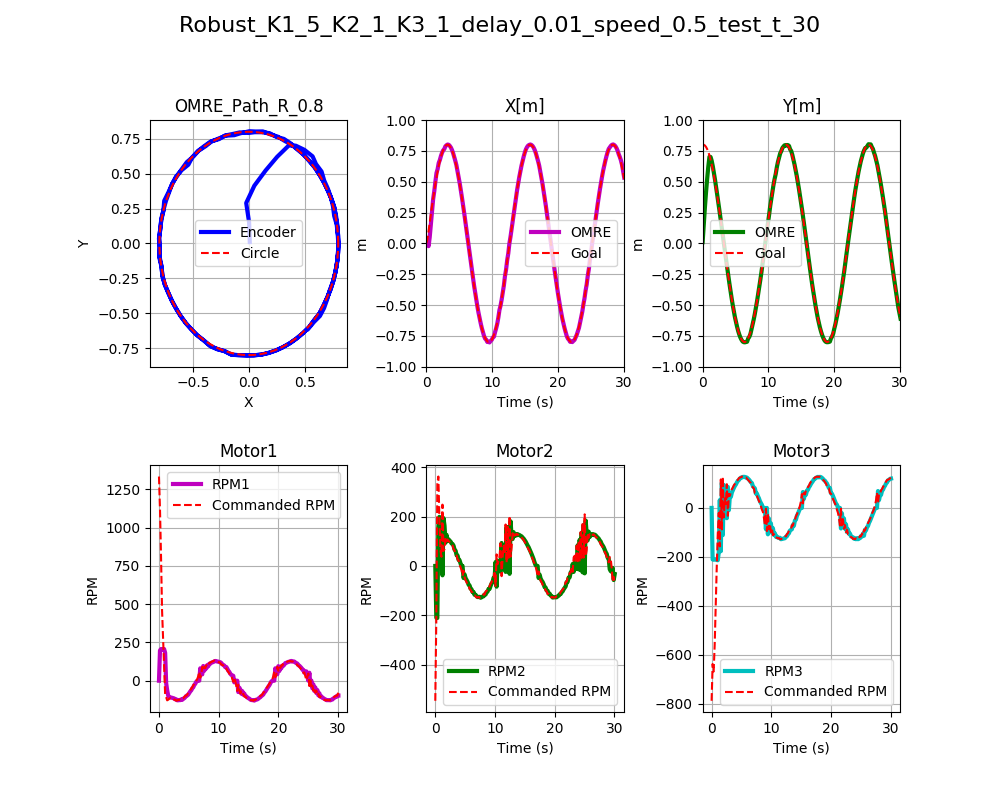 Robust_K1_5_K2_1_K3_1_delay_0.01_speed_0.5_test_t_30
OMRE_Path_R_0.8
0.75
0.50
0.25
0.00
−0.25
−0.50
−0.75
Y
Encoder
Circle
−0.5
0.0
0.5
X
X[m]
1.00
0.75
0.50
0.25
0.00
−0.25
−0.50
−0.75
−1.00
m
OMRE
Goal
0
10
20
30
Time (s)
Y[m]
1.00
0.75
0.50
0.25
0.00
−0.25
−0.50
−0.75
−1.00
m
OMRE
Goal
0
10
20
30
Time (s)
Motor1
1250
1000
750
500
250
0
RPM
RPM1
Commanded RPM
0
10
20
30
Time (s)
Motor2
400
200
0
−200
−400
RPM
RPM2
Commanded RPM
0
10
20
30
Time (s)
Motor3
0
−200
−400
−600
−800
RPM
RPM3
Commanded RPM
0
10
20
30
Time (s)